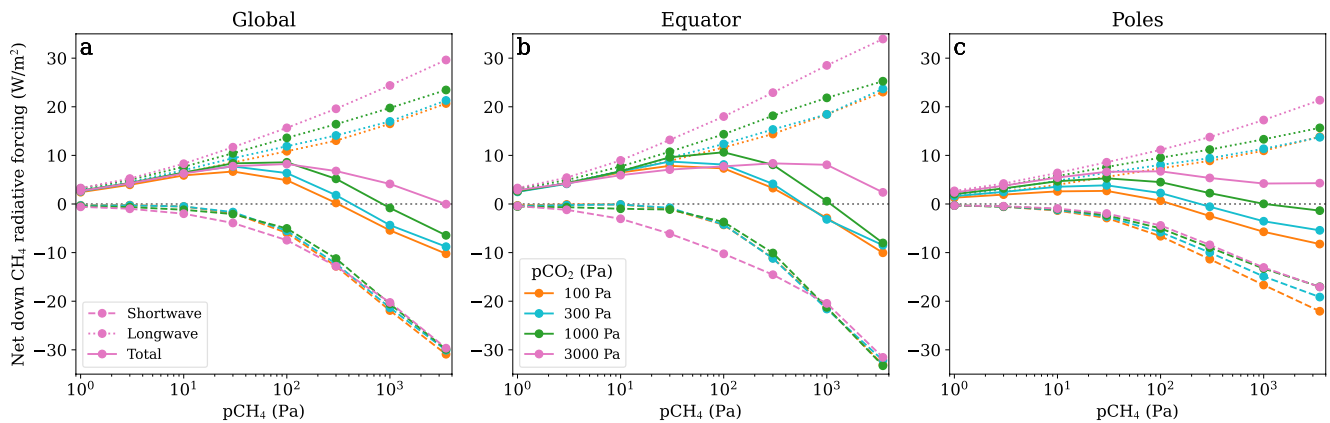 Global
Equator
Poles
a
b
c
Net down CH₄ radiative forcing (W/m²)
30
20
10
0
−10
−20
−30
30
20
10
0
−10
−20
−30
30
20
10
0
−10
−20
−30
Shortwave
Longwave
Total
pCO₂ (Pa)
100 Pa
300 Pa
1000 Pa
3000 Pa
10⁰ 10¹ 10² 10³
10⁰ 10¹ 10² 10³
10⁰ 10¹ 10² 10³
pCH₄ (Pa)
pCH₄ (Pa)
pCH₄ (Pa)